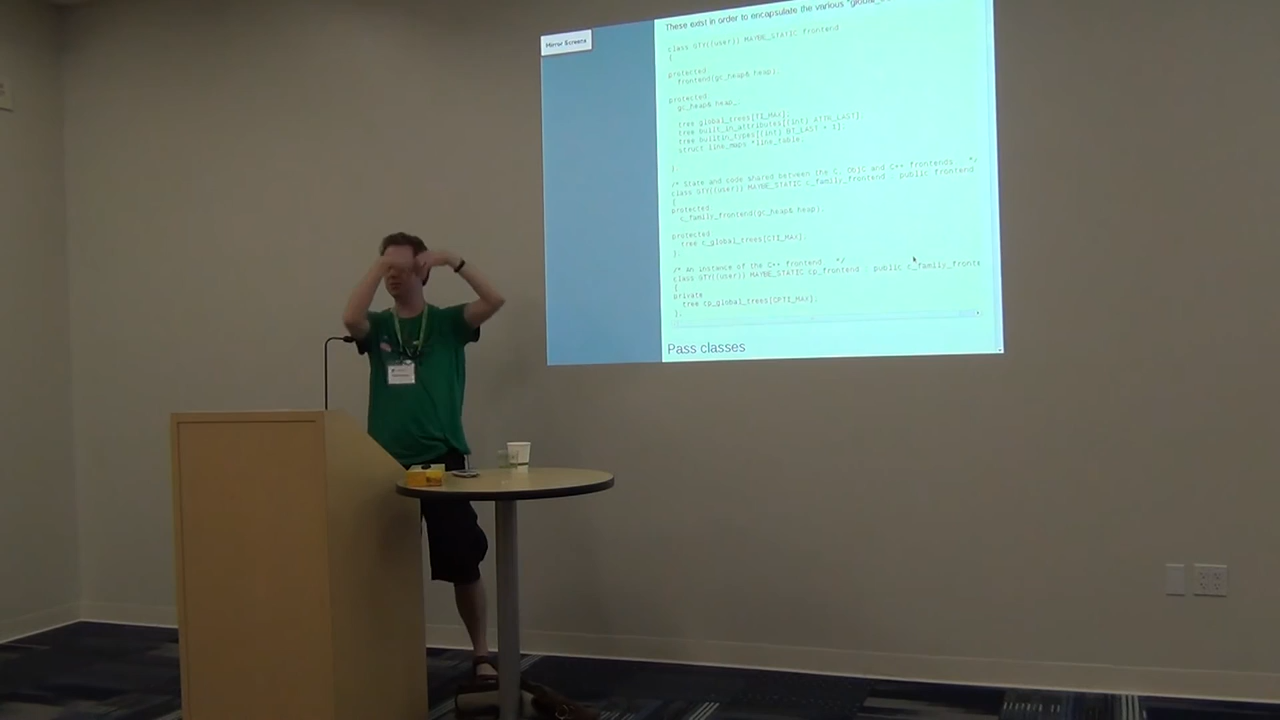 Mirror Screens
These exist in order to encapsulate the various
class GTY((user)) MAYBE_STATIC frontend
{
protected:
frontend(gc_heap& heap);
protected:
gc_heap& heap_;
tree global_trees[TI_MAX];
tree built_in_attributes[(int) ATTR_LAST];
tree builtin_types[(int) BT_LAST + 1];
struct line_maps *line_table;
};
/* State and code shared between the C, ObjC and C++ frontends. */
class GTY((user)) MAYBE_STATIC c_family_frontend : public frontend
{
protected:
c_family_frontend(gc_heap& heap);
protected:
tree c_global_trees[CTI_MAX];
};
/* an instance of the C++ frontend. */
class GTY((user)) MAYBE_STATIC cp_frontend : public c_family_fronte
{
private:
tree cp_global_trees[CPTI_MAX];
};
Pass classes